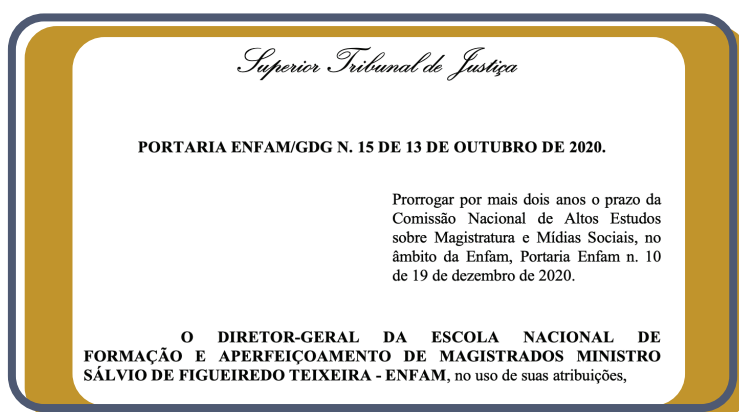 Superior Tribunal de Justiça
PORTARIA ENFAM/GDG N. 15 DE 13 DE OUTUBRO DE 2020.
Prorrogar por mais dois anos o prazo da
Comissão Nacional de Altos Estudos
sobre Magistratura e Mídias Sociais, no
âmbito da Enfam, Portaria Enfam n. 10
de 19 de dezembro de 2020.
O DIRETOR-GERAL DA ESCOLA NACIONAL DE
FORMAÇÃO E APERFEIÇOAMENTO DE MAGISTRADOS MINISTRO
SÁLVIO DE FIGUEIREDO TEIXEIRA - ENFAM, no uso de suas atribuições,